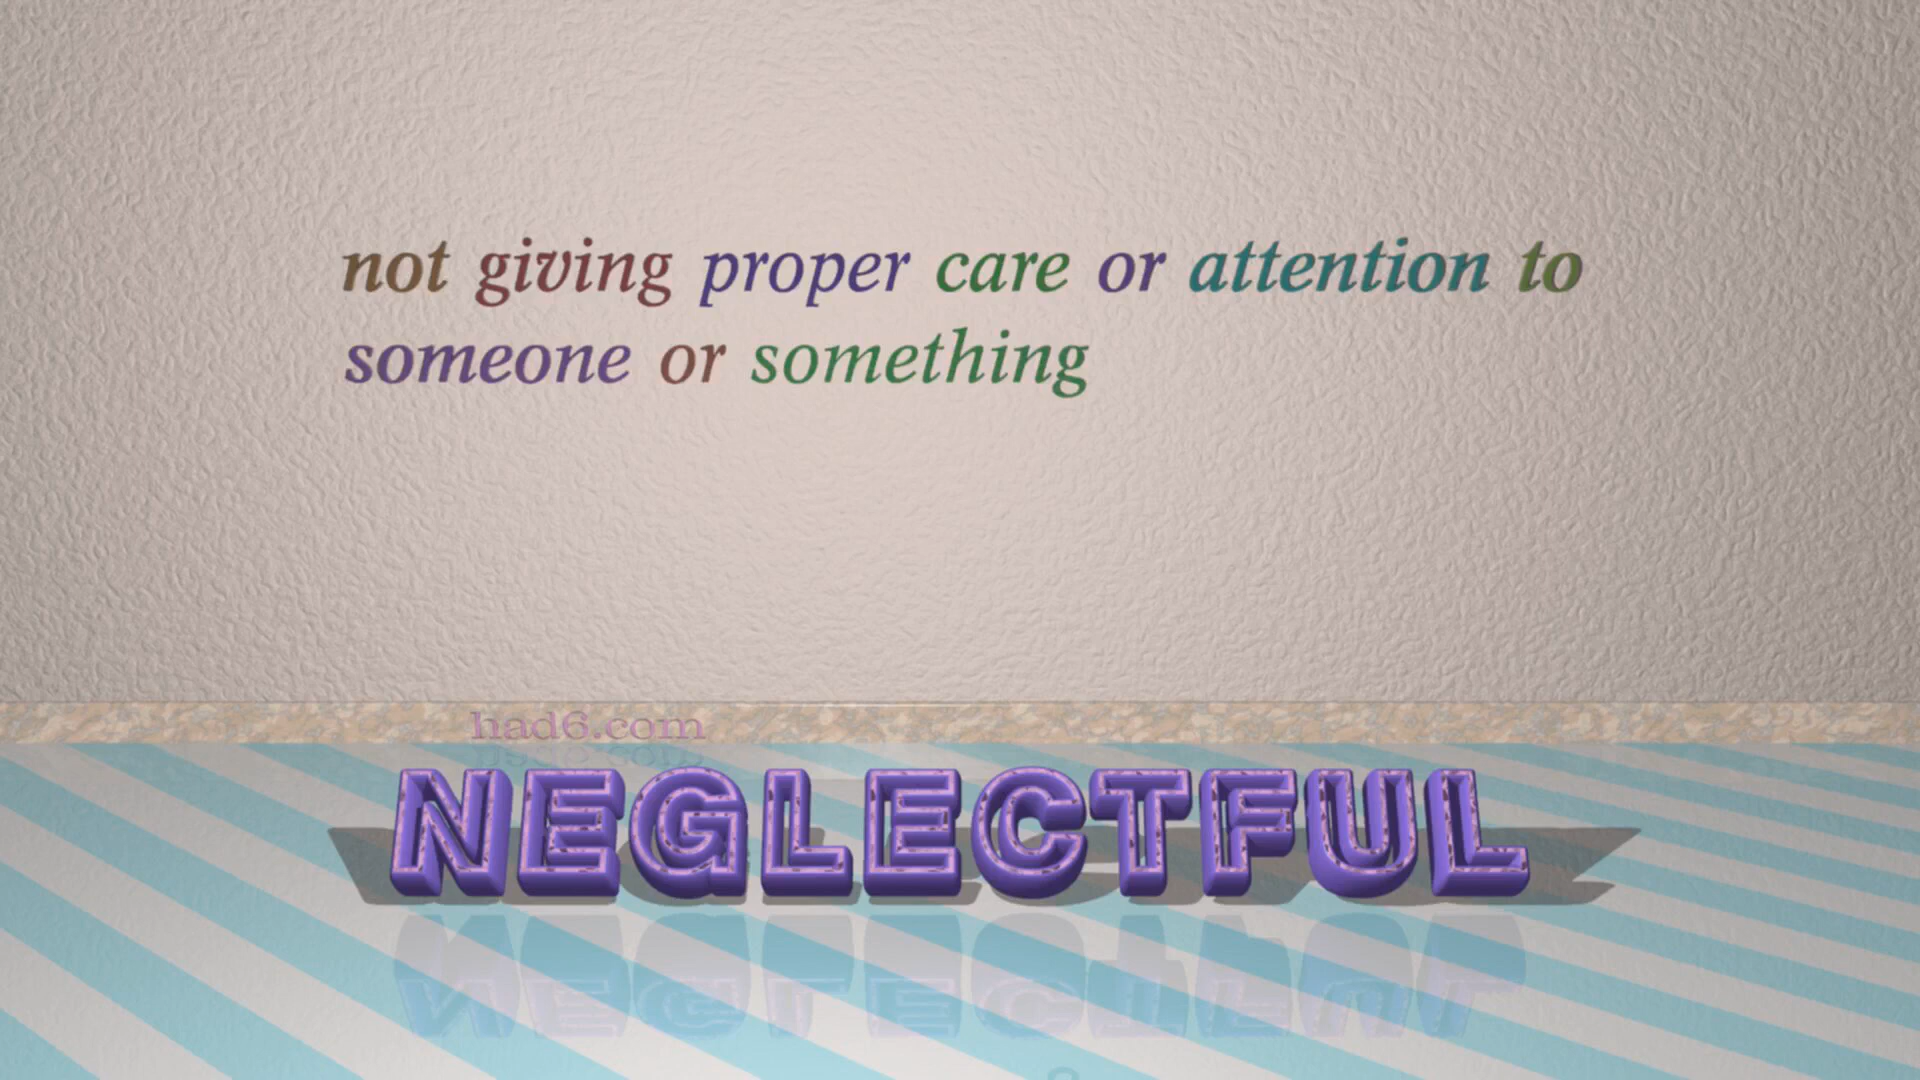 not giving proper care or attention to
someone or something
had6.com
NEGLECTFUL